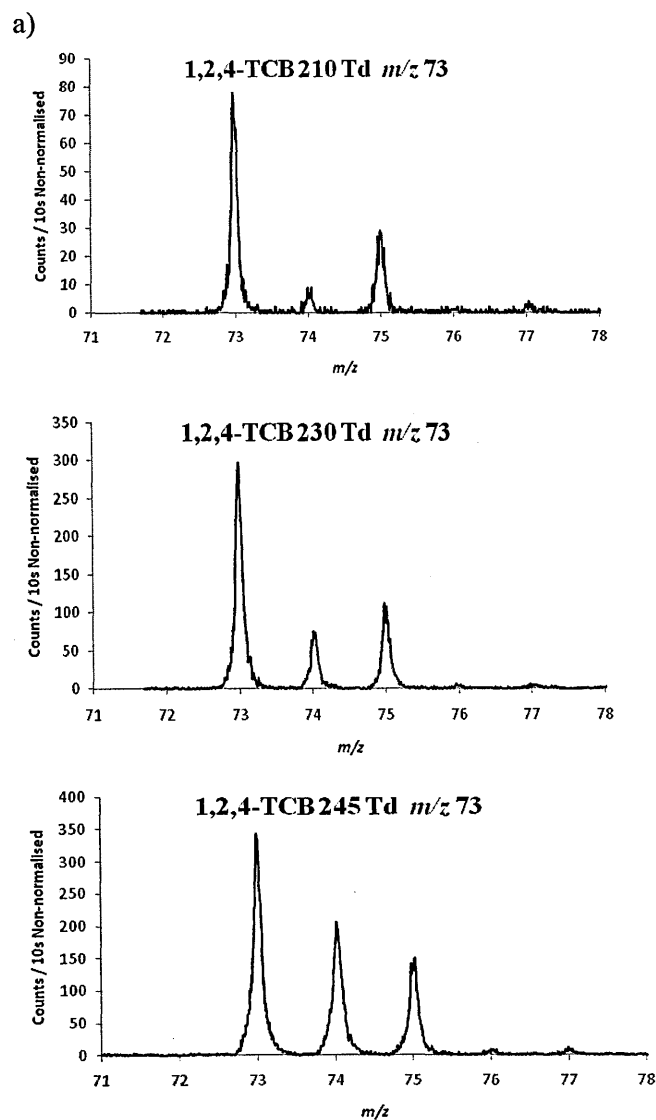 a)
1,2,4-TCB 210 Td m/z 73
Counts / 10s Non-normalised
90
80
70
60
50
40
30
20
10
0
71 72 73 74 75 76 77 78
m/z
1,2,4-TCB 230 Td m/z 73
Counts / 10s Non-normalised
350
300
250
200
150
100
50
0
71 72 73 74 75 76 77 78
m/z
1,2,4-TCB 245 Td m/z 73
Counts / 10s Non-normalised
400
350
300
250
200
150
100
50
0
71 72 73 74 75 76 77 78
m/z